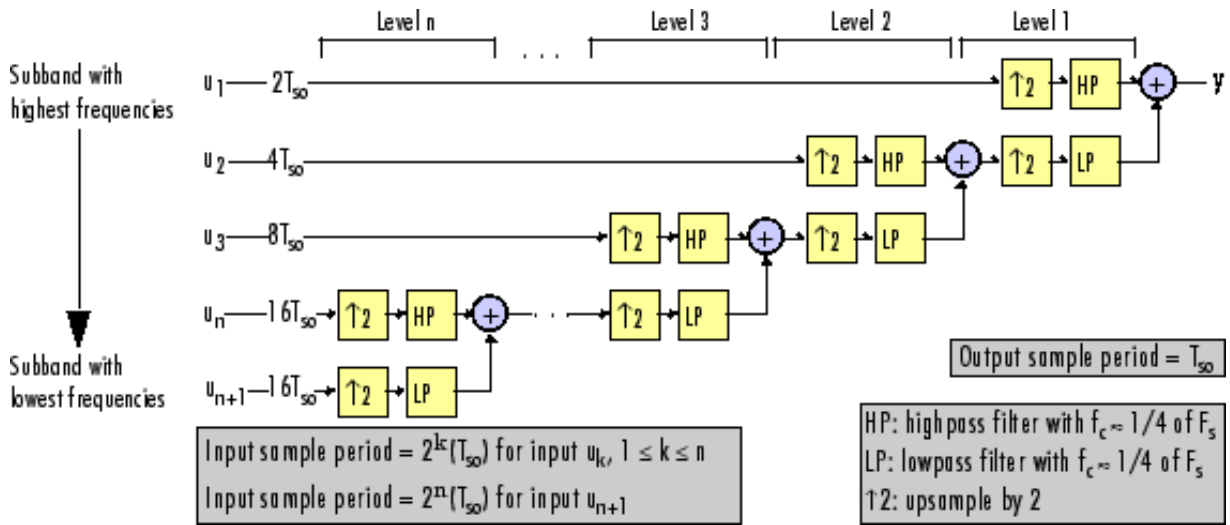 Level n . . . Level 3 Level 2 Level 1
Subband with
highest frequencies
u1 2Tso ↑2 HP + y
u2 4Tso ↑2 HP + ↑2 LP
u3 8Tso ↑2 HP + ↑2 LP
un 16Tso ↑2 HP + . . . ↑2 LP
Subband with
lowest frequencies
un+1 16Tso ↑2 LP
Output sample period = Tso
Input sample period = 2^k(Tso) for input uk, 1 ≤ k ≤ n
Input sample period = 2^n(Tso) for input un+1
HP: highpass filter with fc ≈ 1/4 of Fs
LP: lowpass filter with fc ≈ 1/4 of Fs
↑2: upsample by 2